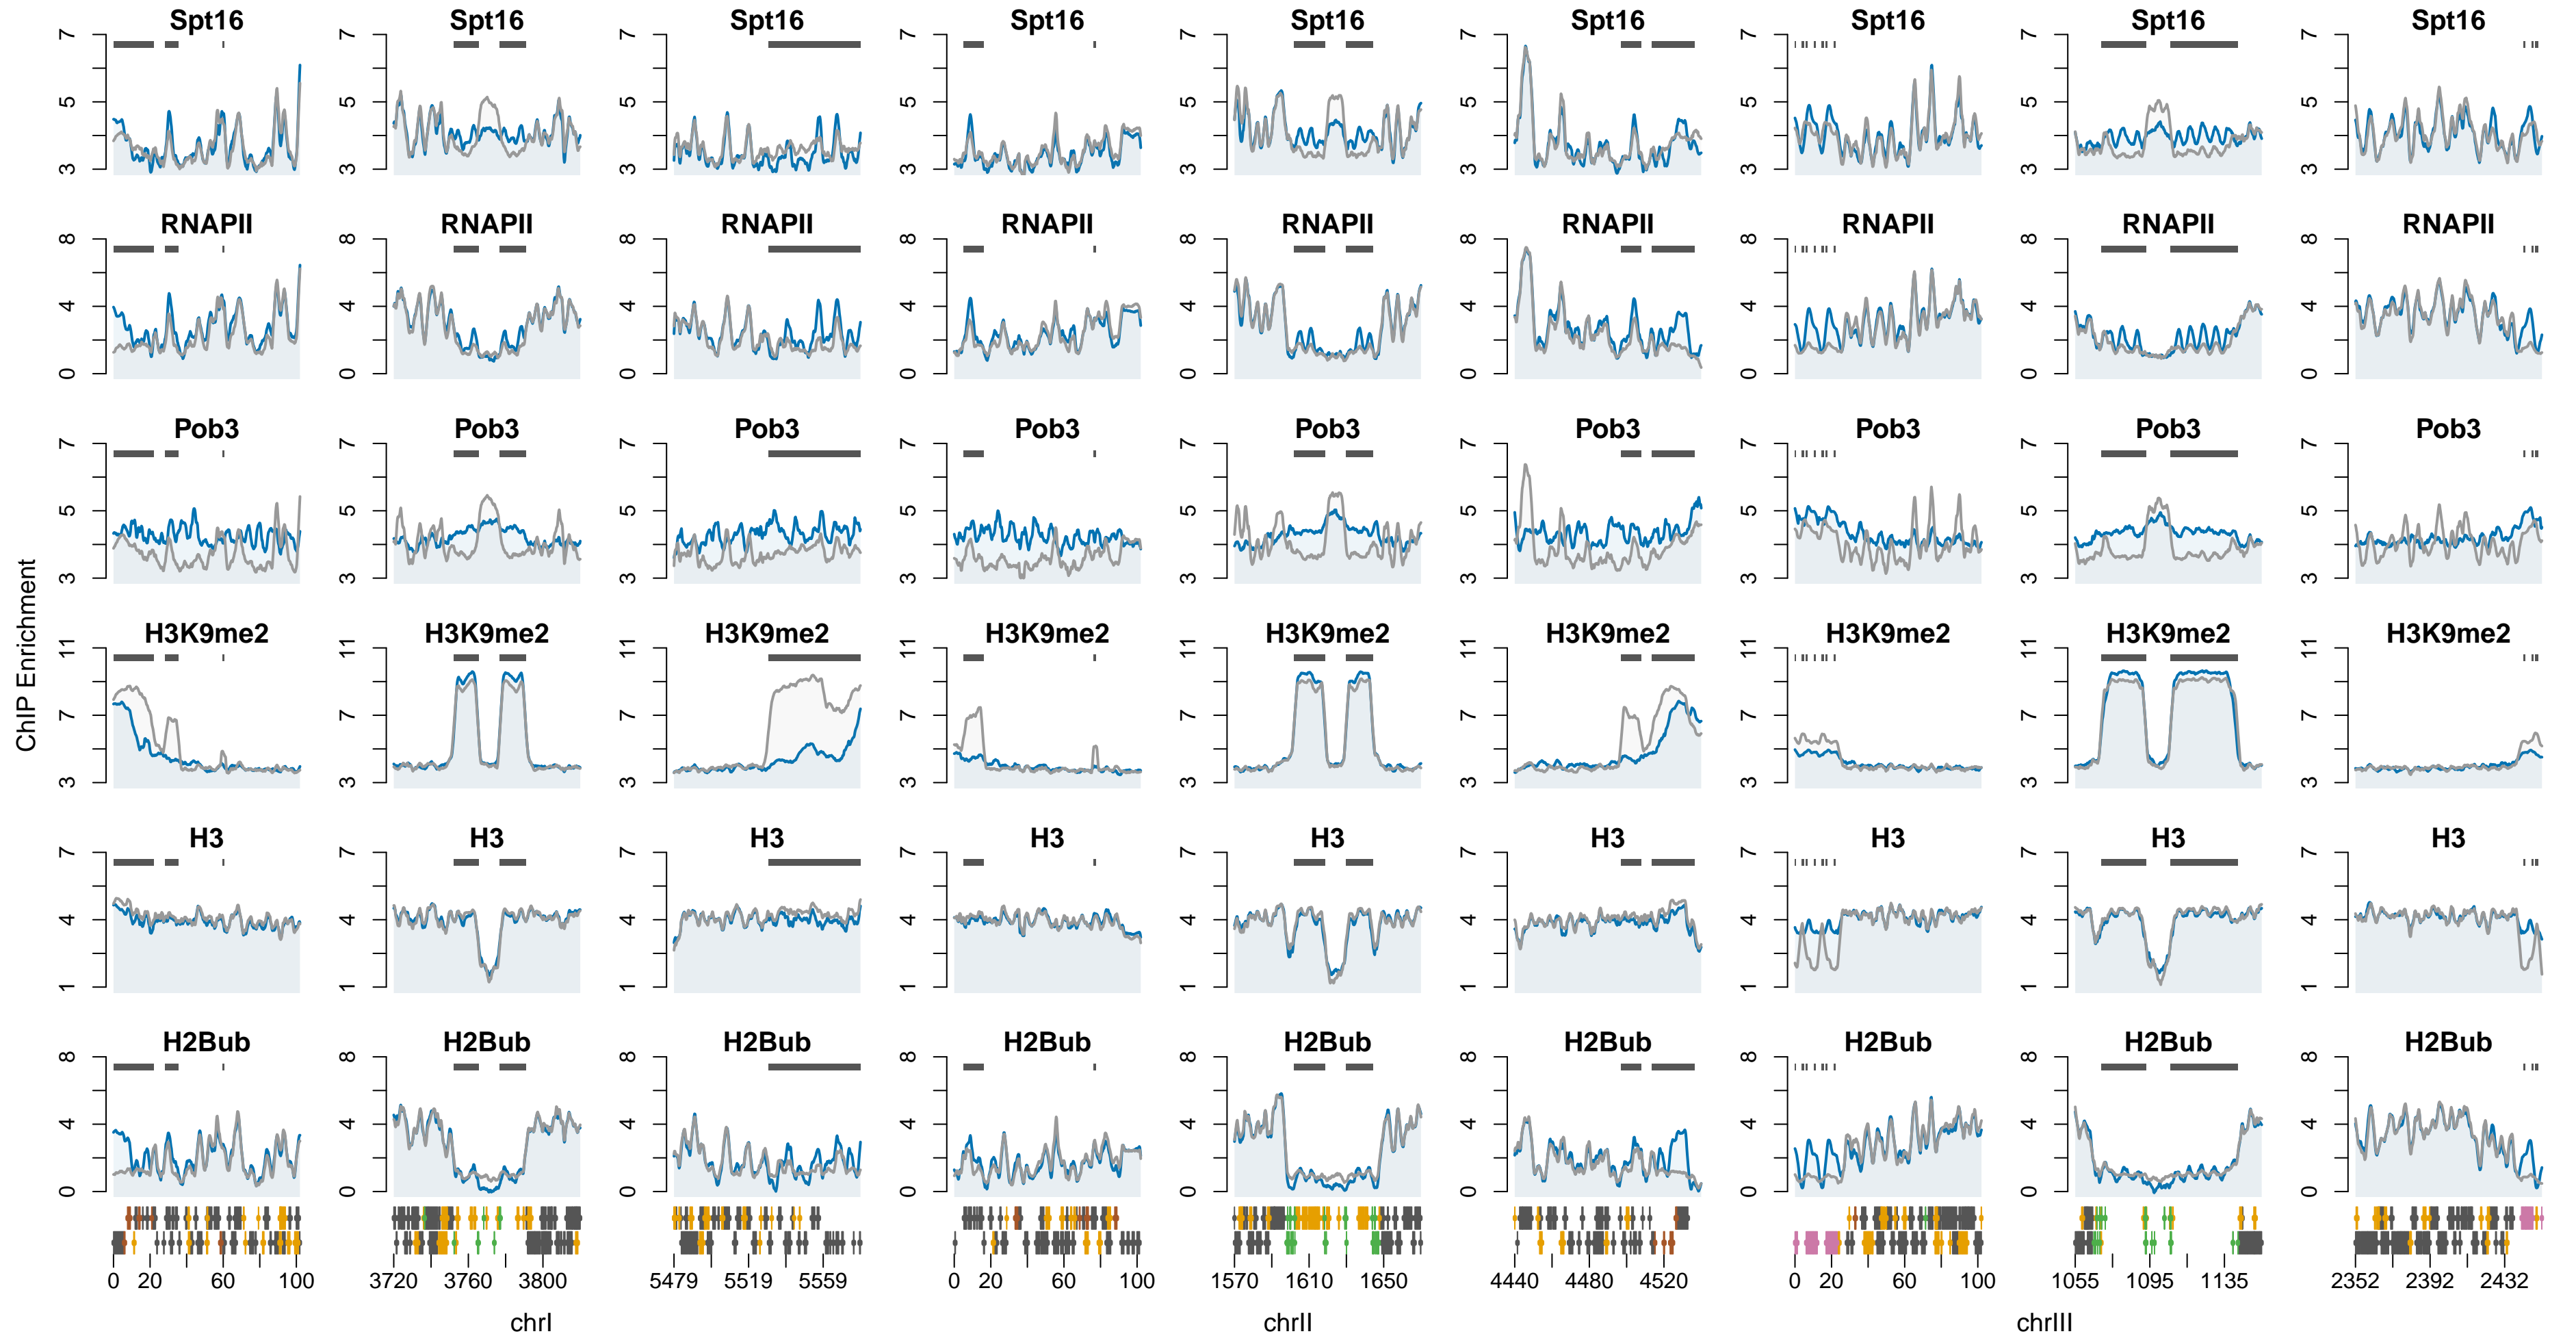 Spt16 Spt16 Spt16 Spt16 Spt16 Spt16 Spt16 Spt16 Spt16
3 5 7 3 5 7 3 5 7 3 5 7 3 5 7 3 5 7 3 5 7 3 5 7 3 5 7
RNAPII RNAPII RNAPII RNAPII RNAPII RNAPII RNAPII RNAPII RNAPII
0 4 8 0 4 8 0 4 8 0 4 8 0 4 8 0 4 8 0 4 8 0 4 8 0 4 8
Pob3 Pob3 Pob3 Pob3 Pob3 Pob3 Pob3 Pob3 Pob3
3 5 7 3 5 7 3 5 7 3 5 7 3 5 7 3 5 7 3 5 7 3 5 7 3 5 7
ChIP Enrichment
H3K9me2 H3K9me2 H3K9me2 H3K9me2 H3K9me2 H3K9me2 H3K9me2 H3K9me2 H3K9me2
3 7 11 3 7 11 3 7 11 3 7 11 3 7 11 3 7 11 3 7 11 3 7 11 3 7 11
H3 H3 H3 H3 H3 H3 H3 H3 H3
1 4 7 1 4 7 1 4 7 1 4 7 1 4 7 1 4 7 1 4 7 1 4 7 1 4 7
H2Bub H2Bub H2Bub H2Bub H2Bub H2Bub H2Bub H2Bub H2Bub
0 4 8 0 4 8 0 4 8 0 4 8 0 4 8 0 4 8 0 4 8 0 4 8 0 4 8
0 20 60 100 3720 3760 3800 5479 5519 5559 0 20 60 100 1570 1610 1650 4440 4480 4520 0 20 60 100 1055 1095 1135 2352 2392 2432
chrI chrII chrIII